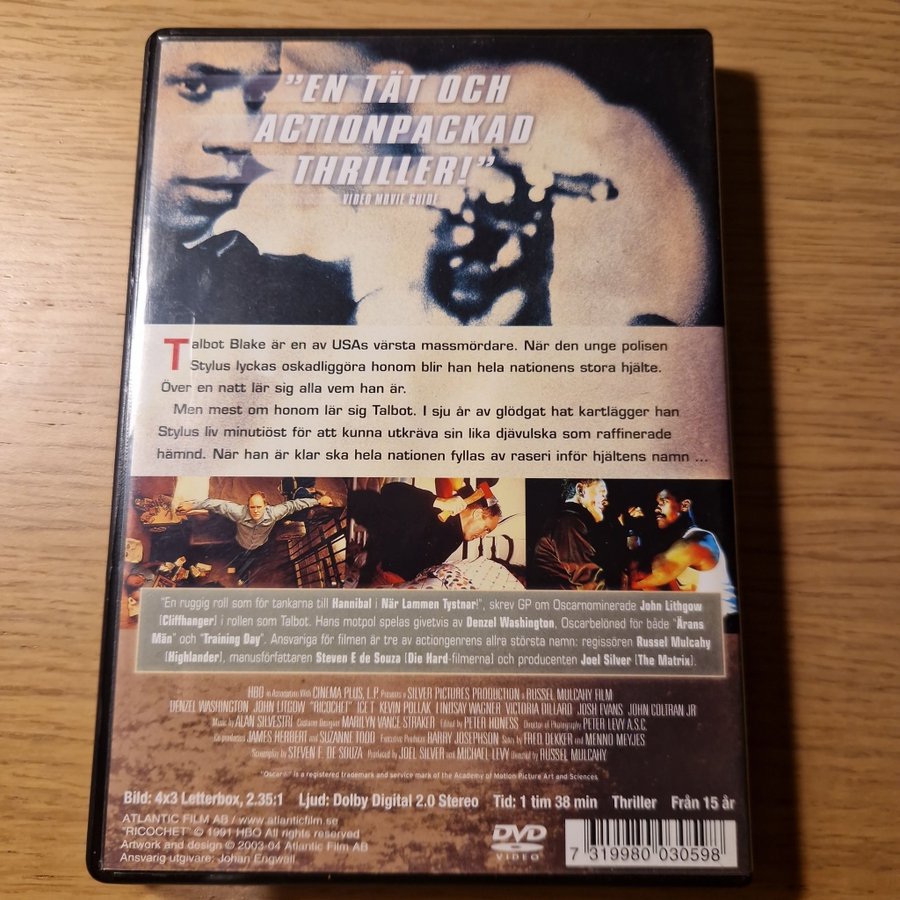 ”EN TÄT OCH
ACTIONPACKAD
THRILLER!”
VIDEO MOVIE GUIDE
Talbot Blake är en av USAs värsta massmördare. När den unge polisen
Stylus lyckas oskadliggöra honom blir han hela nationens stora hjälte.
Över en natt lär sig alla vem han är.
Men mest om honom lär sig Talbot. I sju år av glödgat hat kartlägger han
Stylus liv minutiöst för att kunna utkräva sin lika djävulska som raffinerade
hämnd. När han är klar ska hela nationen fyllas av raseri inför hjältens namn ...
"En ruggig roll som för tankarna till Hannibal i När Lammen Tystnar!", skrev GP om Oscarnominerade John Lithgow
(Cliffhanger) i rollen som Talbot. Hans motpol spelas givetvis av Denzel Washington, Oscarbelönad för både "Ärans
Män" och "Training Day". Ansvariga för filmen är tre av actiongenrens allra största namn: regissören Russel Mulcahy
(Highlander), manusförfattaren Steven E de Souza (Die Hard-filmerna) och producenten Joel Silver (The Matrix).
HBO in Association With CINEMA PLUS, L.P. Presents a SILVER PICTURES PRODUCTION a RUSSEL MULCAHY FILM
DENZEL WASHINGTON JOHN LITGOW "RICOCHET" ICE T KEVIN POLLAK LINDSAY WAGNER VICTORIA DILLARD JOSH EVANS JOHN COLTRAN JR
Music by ALAN SILVESTRI Costume Designer MARILYN VANCE-STRAKER Edited by PETER HONESS Director of Photography PETER LEVY A.S.C.
Co-producers JAMES HERBERT and SUZANNE TODD Executive Producer BARRY JOSEPHSON Story by FRED DEKKER and MENNO MEYJES
Screenplay by STEVEN E. DE SOUZA Produced by JOEL SILVER and MICHAEL LEVY Directed by RUSSEL MULCAHY
"Oscar®" is a registered trademark and service mark of the Academy of Motion Picture Art and Sciences
Bild: 4x3 Letterbox, 2.35:1 Ljud: Dolby Digital 2.0 Stereo Tid: 1 tim 38 min Thriller Från 15 år
ATLANTIC FILM AB / www.atlanticfilm.se
"RICOCHET" © 1991 HBO All rights reserved
Artwork and design © 2003-04 Atlantic Film AB
Ansvarig utgivare: Johan Engwall
DVD
VIDEO
7 319980 030598